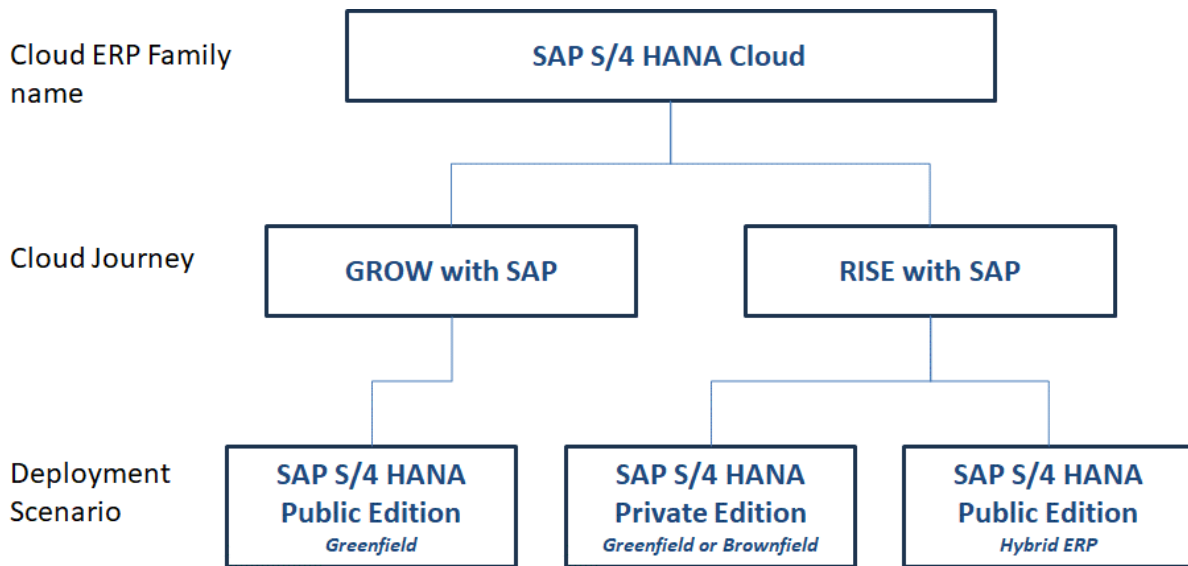 Cloud ERP Family
name
SAP S/4 HANA Cloud
Cloud Journey
GROW with SAP
RISE with SAP
Deployment
Scenario
SAP S/4 HANA
Public Edition
Greenfield
SAP S/4 HANA
Private Edition
Greenfield or Brownfield
SAP S/4 HANA
Public Edition
Hybrid ERP